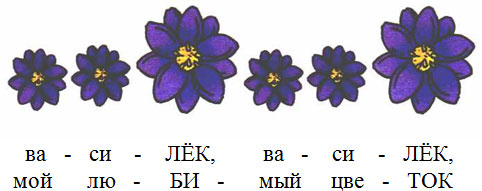 ва - си - ЛЁК, ва - си - ЛЁК,
мой лю - БИ - мый цве - ТОК